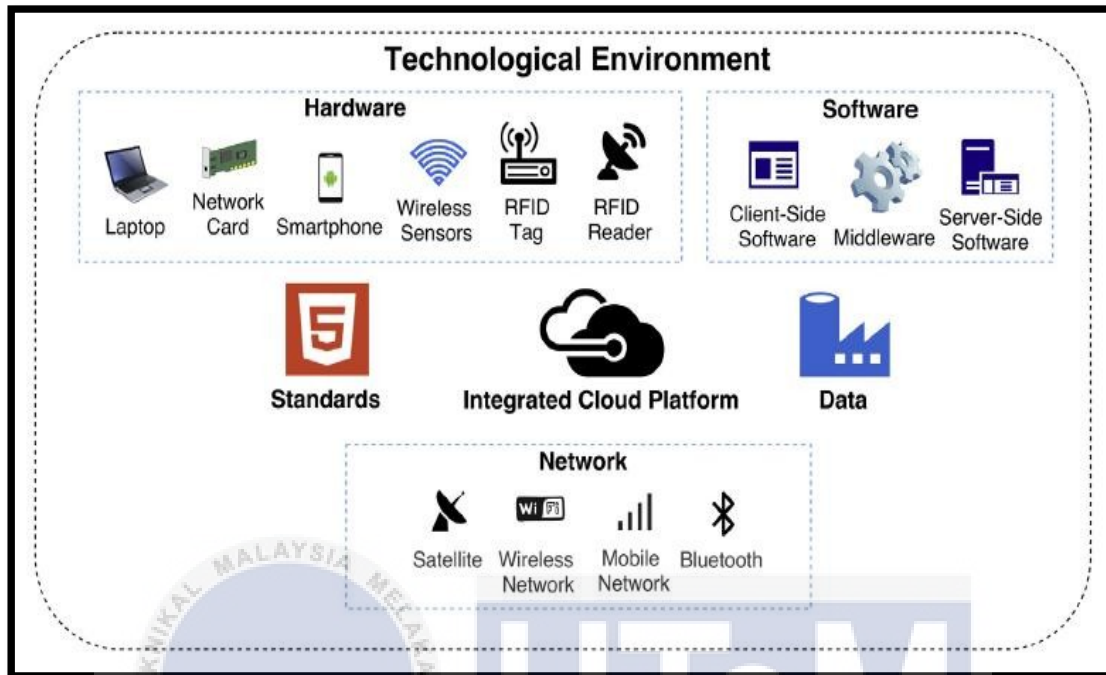 Technological Environment
Hardware
Laptop
Network
Card
Smartphone
Wireless
Sensors
RFID
Tag
RFID
Reader
Software
Client-Side
Software
Middleware
Server-Side
Software
5
Standards
Integrated Cloud Platform
Data
Network
Satellite
Wi Fi
Wireless
Network
Mobile
Network
Bluetooth
MALAYSIA